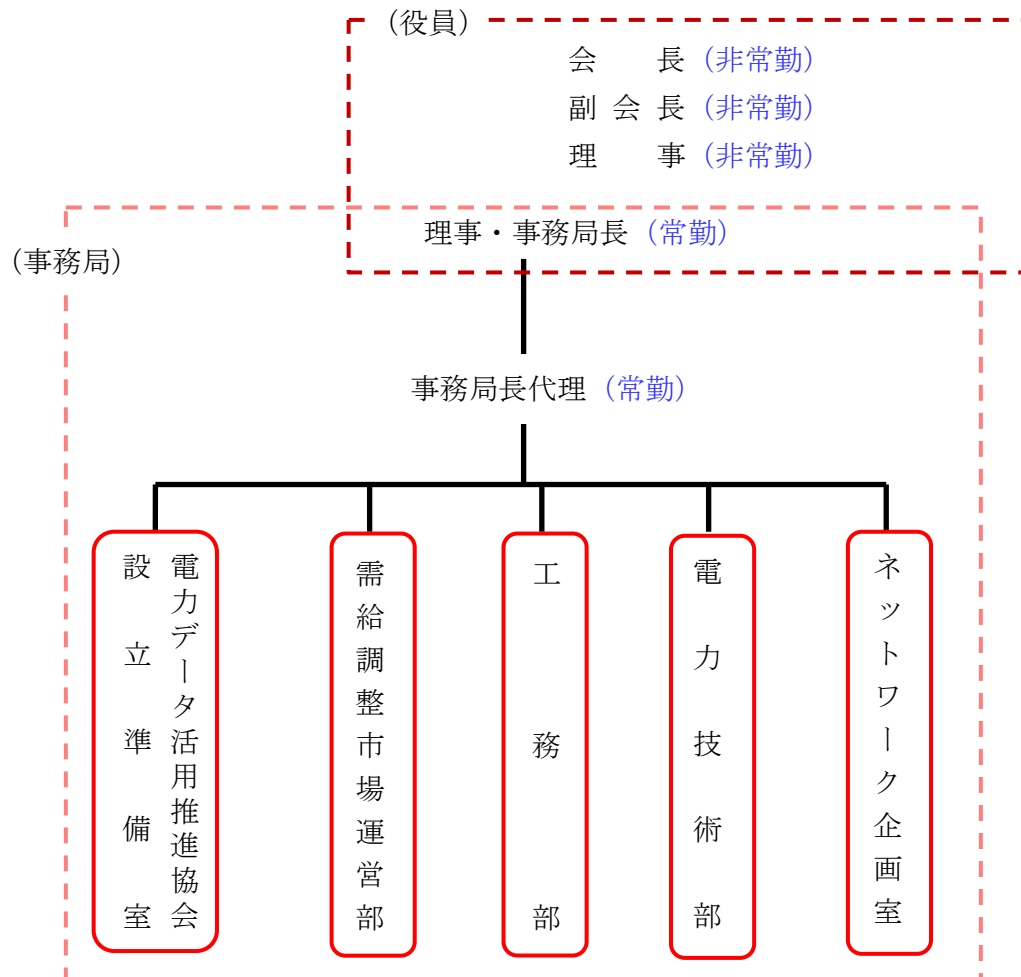 （役員）
会　　長（非常勤）
副 会 長（非常勤）
理　　事（非常勤）
理事・事務局長（常勤）
（事務局）
事務局長代理（常勤）
電力データ活用推進協会
設立準備室
需給調整市場運営部
工務部
電力技術部
ネットワーク企画室